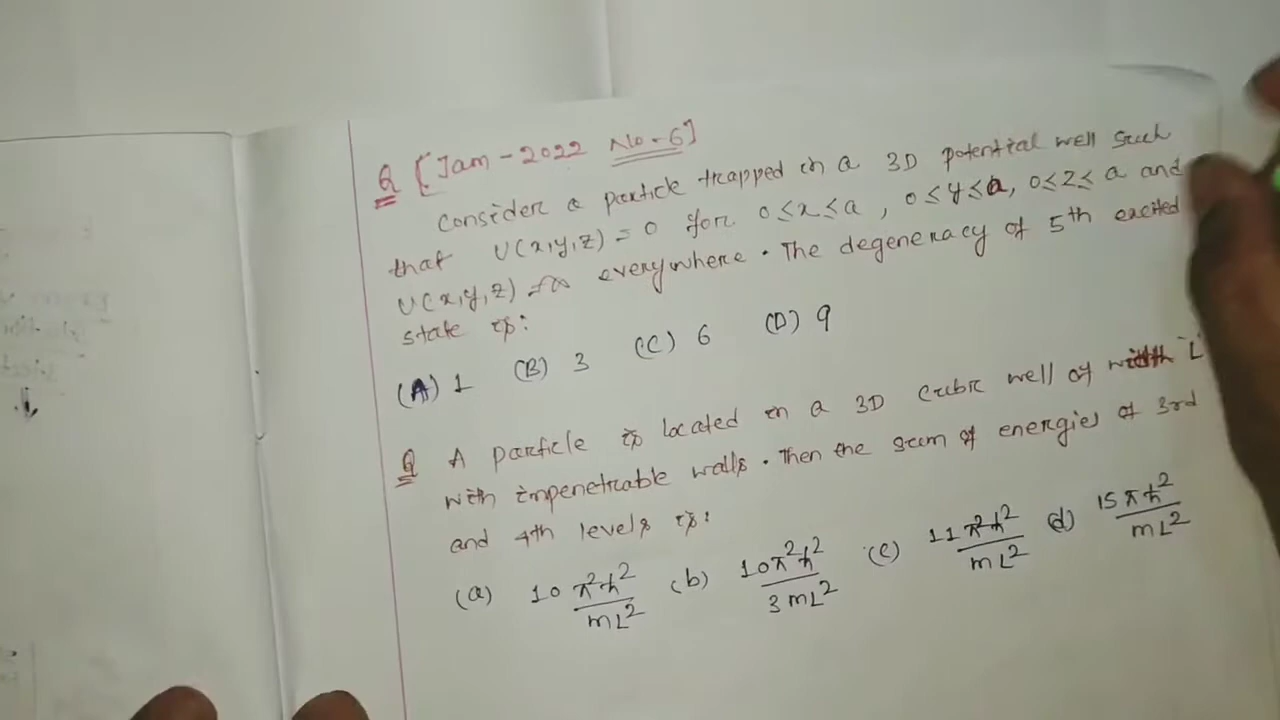 Q [Jam - 2022 No - 6]
Consider a particle trapped in a 3D potential well such
that U(x,y,z) = 0 for 0 ≤ x ≤ a , 0 ≤ y ≤ a, 0 ≤ z ≤ a and
U(x,y,z) = ∞ everywhere . The degeneracy of 5th excited
state is:
(A) 1 (B) 3 (C) 6 (D) 9
Q A particle is located in a 3D cubic well of width L
with impenetrable walls . Then the sum of energies of 3rd
and 4th levels is:
(a) 10 π²ħ²/mL² (b) 10π²ħ²/3mL² (c) 11π²ħ²/mL² (d) 15πħ²/mL²